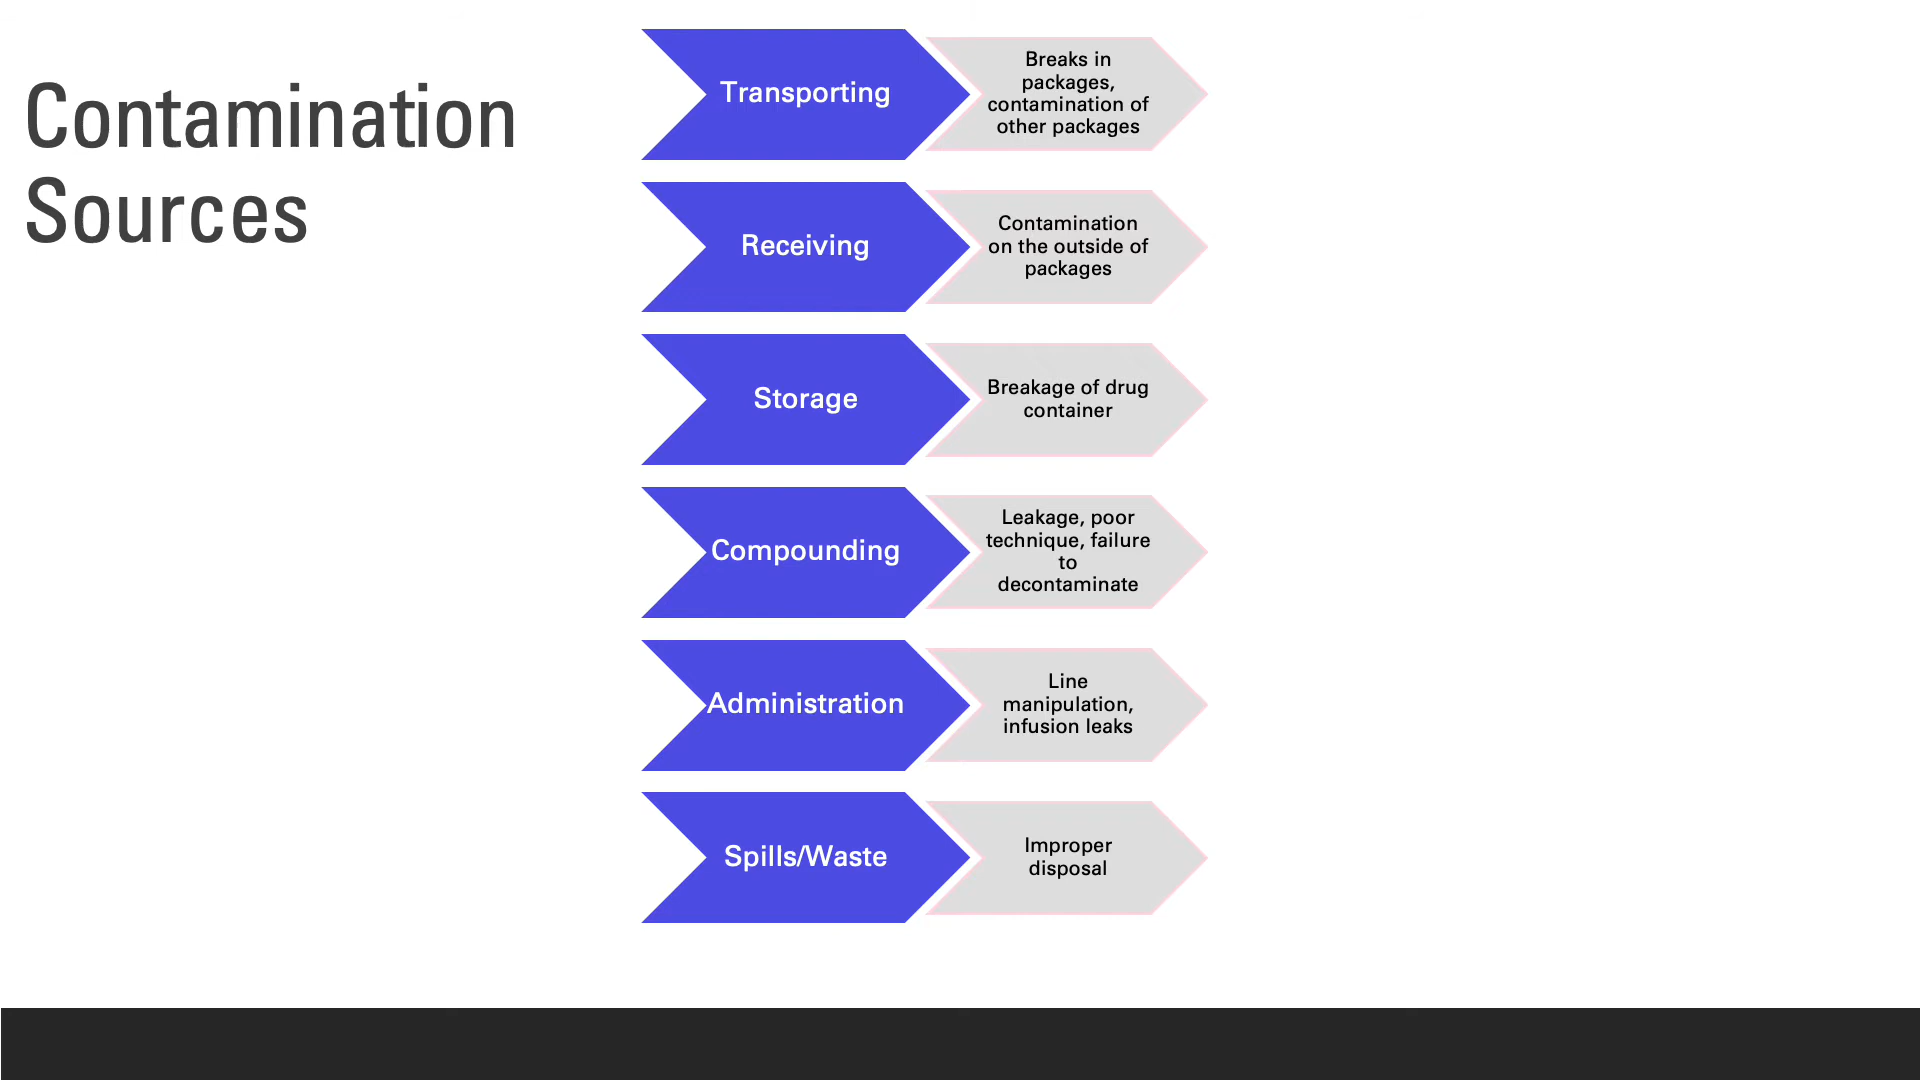 Contamination
Sources
Transporting
Breaks in
packages,
contamination of
other packages
Receiving
Contamination
on the outside of
packages
Storage
Breakage of drug
container
Compounding
Leakage, poor
technique, failure
to
decontaminate
Administration
Line
manipulation,
infusion leaks
Spills/Waste
Improper
disposal